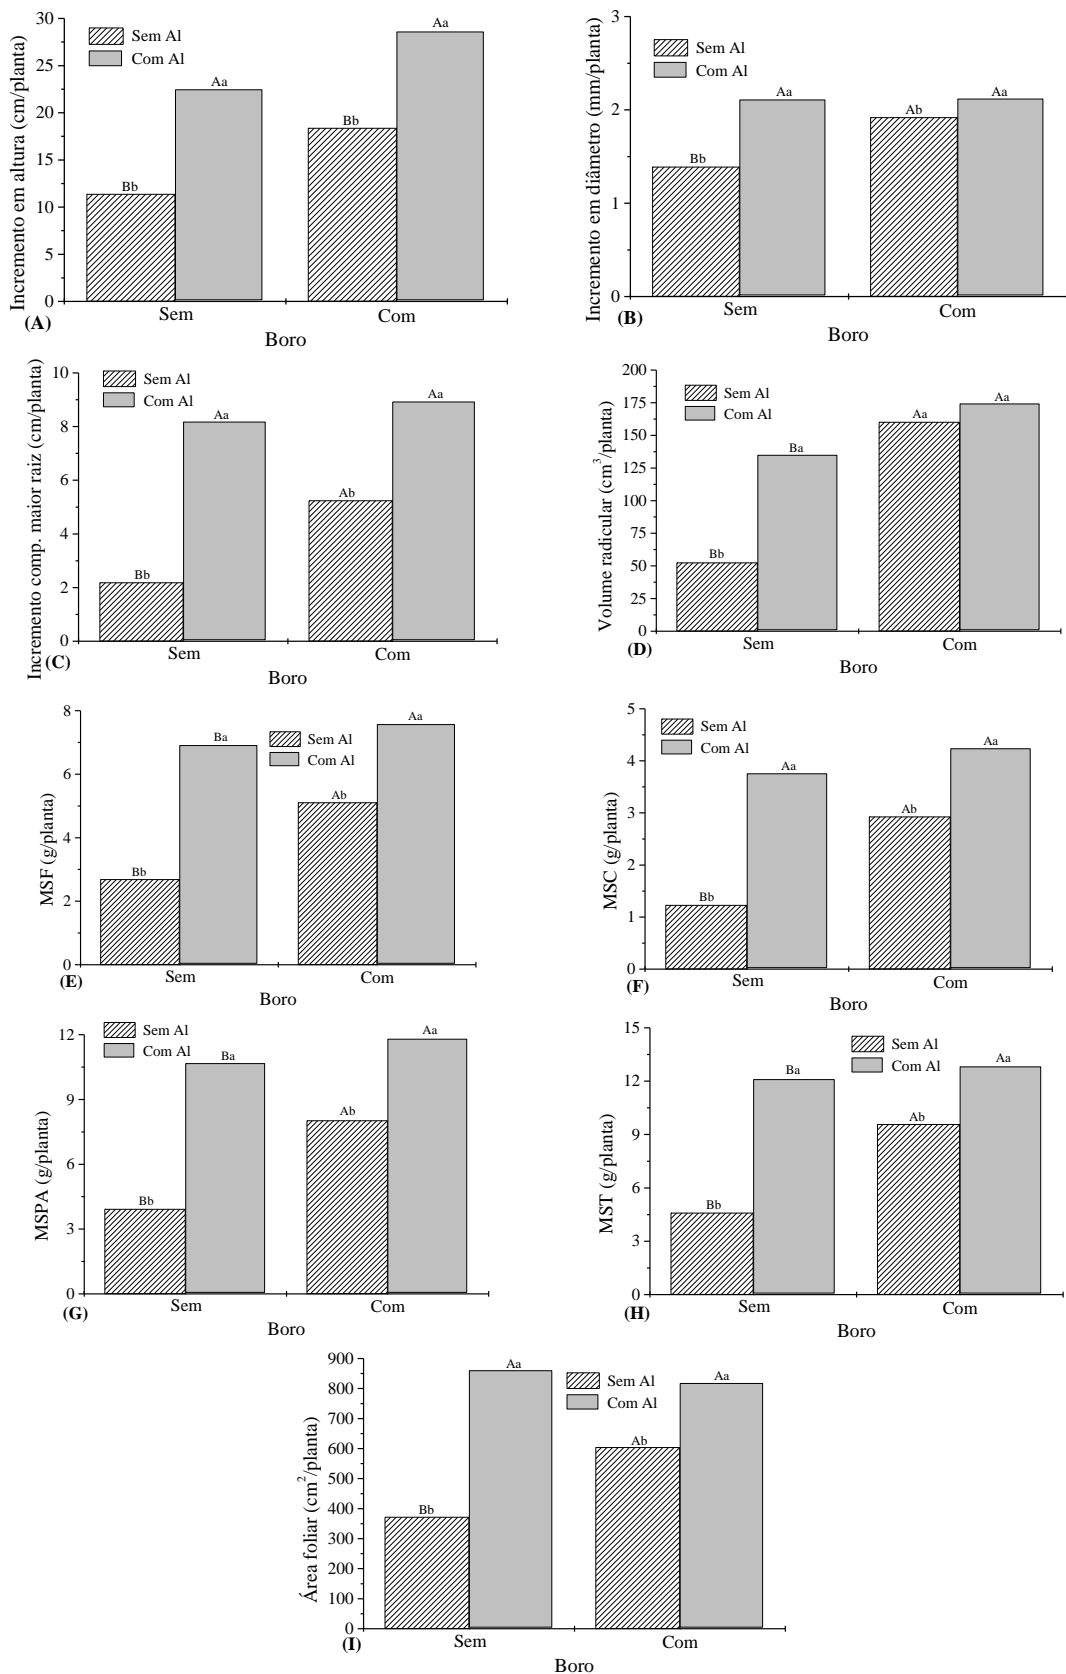 Incremento em altura (cm/planta)
30
25
20
15
10
5
0
Sem Al
Com Al
Bb
Aa
Bb
Aa
Sem
Com
Boro
(A)
Incremento em diâmetro (mm/planta)
3
2
1
0
Sem Al
Com Al
Bb
Aa
Ab
Aa
Sem
Com
Boro
(B)
Incremento comp. maior raiz (cm/planta)
10
8
6
4
2
0
Sem Al
Com Al
Bb
Aa
Ab
Aa
Sem
Com
Boro
(C)
Volume radicular (cm³/planta)
200
175
150
125
100
75
50
25
0
Sem Al
Com Al
Bb
Ba
Aa
Aa
Sem
Com
Boro
(D)
MSF (g/planta)
8
6
4
2
0
Sem Al
Com Al
Bb
Ba
Ab
Aa
Sem
Com
Boro
(E)
MSC (g/planta)
5
4
3
2
1
0
Sem Al
Com Al
Bb
Aa
Ab
Aa
Sem
Com
Boro
(F)
MSPA (g/planta)
12
9
6
3
0
Sem Al
Com Al
Bb
Ba
Ab
Aa
Sem
Com
Boro
(G)
MST (g/planta)
15
12
9
6
3
0
Sem Al
Com Al
Bb
Ba
Ab
Aa
Sem
Com
Boro
(H)
Área foliar (cm²/planta)
900
800
700
600
500
400
300
200
100
0
Sem Al
Com Al
Bb
Aa
Ab
Aa
Sem
Com
Boro
(I)